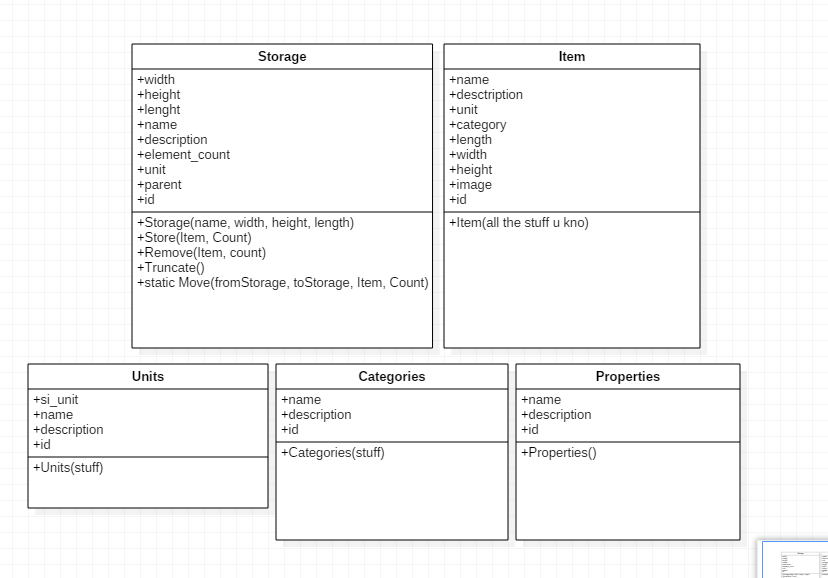 Storage
+width
+height
+lenght
+name
+description
+element_count
+unit
+parent
+id
+Storage(name, width, height, length)
+Store(Item, Count)
+Remove(Item, count)
+Truncate()
+static Move(fromStorage, toStorage, Item, Count)
Item
+name
+desctription
+unit
+category
+length
+width
+height
+image
+id
+Item(all the stuff u kno)
Units
+si_unit
+name
+description
+id
+Units(stuff)
Categories
+name
+description
+id
+Categories(stuff)
Properties
+name
+description
+id
+Properties()